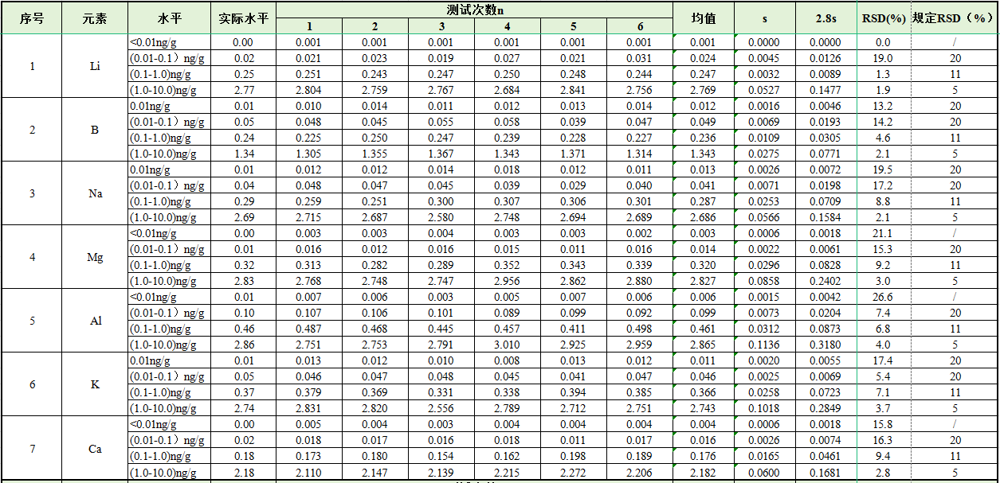 序号 元素 水平 实际水平 测试次数n 均值 s 2.8s RSD(%) 规定RSD（%）
1 2 3 4 5 6
1 Li <0.01ng/g 0.00 0.001 0.001 0.001 0.001 0.001 0.001 0.001 0.0000 0.0000 0.0 /
(0.01-0.1）ng/g 0.02 0.021 0.023 0.019 0.027 0.021 0.031 0.024 0.0045 0.0126 19.0 20
(0.1-1.0)ng/g 0.25 0.251 0.243 0.247 0.250 0.248 0.244 0.247 0.0032 0.0089 1.3 11
(1.0-10.0)ng/g 2.77 2.804 2.759 2.767 2.684 2.841 2.756 2.769 0.0527 0.1477 1.9 5
2 B 0.01ng/g 0.01 0.010 0.014 0.011 0.012 0.013 0.014 0.012 0.0016 0.0046 13.2 20
(0.01-0.1）ng/g 0.05 0.048 0.045 0.055 0.058 0.039 0.047 0.049 0.0069 0.0193 14.2 20
(0.1-1.0)ng/g 0.24 0.225 0.250 0.247 0.239 0.228 0.227 0.236 0.0109 0.0305 4.6 11
(1.0-10.0)ng/g 1.34 1.305 1.355 1.367 1.343 1.371 1.314 1.343 0.0275 0.0771 2.1 5
3 Na 0.01ng/g 0.01 0.012 0.012 0.014 0.018 0.012 0.011 0.013 0.0026 0.0072 19.5 20
(0.01-0.1）ng/g 0.04 0.048 0.047 0.045 0.039 0.029 0.040 0.041 0.0071 0.0198 17.2 20
(0.1-1.0)ng/g 0.29 0.259 0.251 0.300 0.307 0.306 0.301 0.287 0.0253 0.0709 8.8 11
(1.0-10.0)ng/g 2.69 2.715 2.687 2.580 2.748 2.694 2.689 2.686 0.0566 0.1584 2.1 5
4 Mg <0.01ng/g 0.00 0.003 0.003 0.004 0.003 0.003 0.002 0.003 0.0006 0.0018 21.1 /
(0.01-0.1）ng/g 0.01 0.016 0.012 0.016 0.015 0.011 0.016 0.014 0.0022 0.0061 15.3 20
(0.1-1.0)ng/g 0.32 0.313 0.282 0.289 0.352 0.343 0.339 0.320 0.0296 0.0828 9.2 11
(1.0-10.0)ng/g 2.83 2.768 2.748 2.747 2.956 2.862 2.880 2.827 0.0858 0.2402 3.0 5
5 Al <0.01ng/g 0.01 0.007 0.006 0.003 0.005 0.007 0.006 0.006 0.0015 0.0042 26.6 /
(0.01-0.1）ng/g 0.10 0.107 0.106 0.101 0.089 0.099 0.092 0.099 0.0073 0.0204 7.4 20
(0.1-1.0)ng/g 0.46 0.487 0.468 0.445 0.457 0.411 0.498 0.461 0.0312 0.0873 6.8 11
(1.0-10.0)ng/g 2.86 2.751 2.753 2.791 3.010 2.925 2.959 2.865 0.1136 0.3180 4.0 5
6 K 0.01ng/g 0.01 0.013 0.012 0.010 0.008 0.013 0.012 0.011 0.0020 0.0055 17.4 20
(0.01-0.1）ng/g 0.05 0.046 0.047 0.048 0.045 0.041 0.047 0.046 0.0025 0.0069 5.4 20
(0.1-1.0)ng/g 0.37 0.379 0.369 0.331 0.338 0.394 0.385 0.366 0.0258 0.0723 7.1 11
(1.0-10.0)ng/g 2.74 2.831 2.820 2.556 2.789 2.712 2.751 2.743 0.1018 0.2849 3.7 5
7 Ca <0.01ng/g 0.00 0.005 0.004 0.003 0.004 0.004 0.004 0.004 0.0006 0.0018 15.8 /
(0.01-0.1）ng/g 0.02 0.018 0.017 0.016 0.018 0.011 0.017 0.016 0.0026 0.0074 16.3 20
(0.1-1.0)ng/g 0.18 0.173 0.180 0.154 0.162 0.198 0.189 0.176 0.0165 0.0461 9.4 11
(1.0-10.0)ng/g 2.18 2.110 2.147 2.139 2.215 2.272 2.206 2.182 0.0600 0.1681 2.8 5